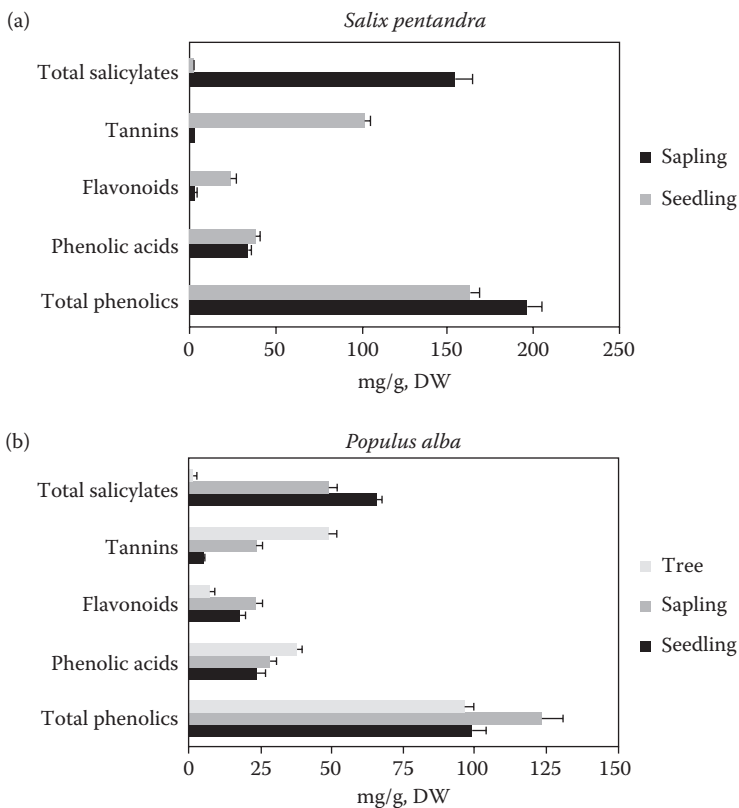 (a)
Salix pentandra
Total salicylates
Tannins
Flavonoids
Phenolic acids
Total phenolics
0 50 100 150 200 250
mg/g, DW
Sapling
Seedling
(b)
Populus alba
Total salicylates
Tannins
Flavonoids
Phenolic acids
Total phenolics
0 25 50 75 100 125 150
mg/g, DW
Tree
Sapling
Seedling